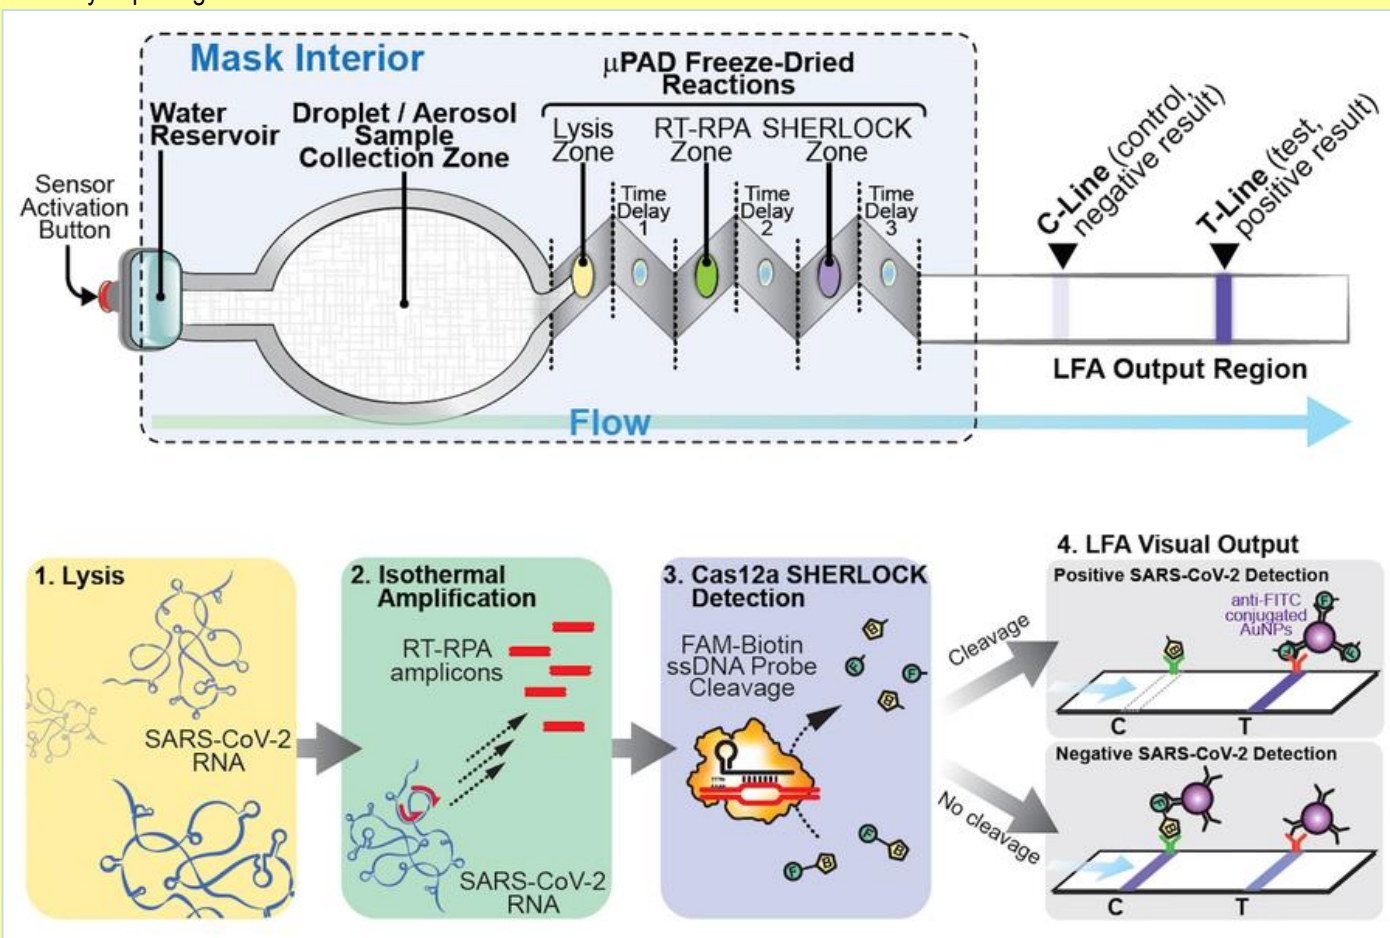 Mask Interior
μPAD Freeze-Dried
Reactions
Water
Reservoir
Droplet / Aerosol
Sample
Collection Zone
Lysis
Zone
RT-RPA
Zone
SHERLOCK
Zone
Sensor
Activation
Button
Time
Delay
1
Time
Delay
2
Time
Delay
3
C-Line (control,
negative result)
T-Line (test,
positive result)
LFA Output Region
Flow
1. Lysis
SARS-CoV-2
RNA
2. Isothermal
Amplification
RT-RPA
amplicons
SARS-CoV-2
RNA
3. Cas12a SHERLOCK
Detection
FAM-Biotin
ssDNA Probe
Cleavage
B
F
F
B
F
B
F
B
Cleavage
No cleavage
4. LFA Visual Output
Positive SARS-CoV-2 Detection
anti-FITC
conjugated
AuNPs
F
B
F
F
C
T
Negative SARS-CoV-2 Detection
F
B
C
T